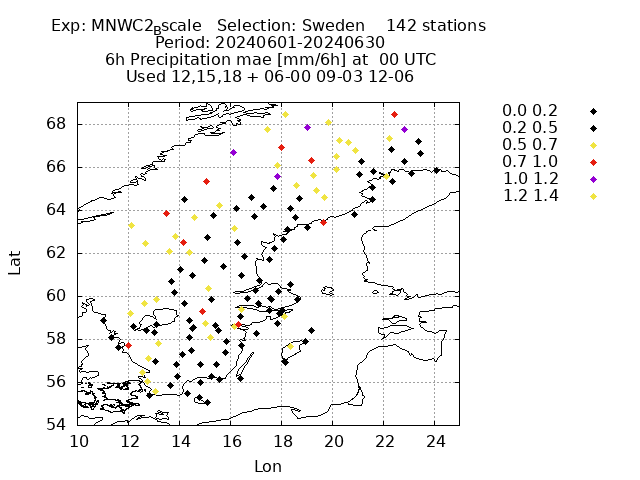 Exp: MNWC2Bscale Selection: Sweden 142 stations
Period: 20240601-20240630
6h Precipitation mae [mm/6h] at 00 UTC
Used 12,15,18 + 06-00 09-03 12-06
0.0 0.2
0.2 0.5
0.5 0.7
0.7 1.0
1.0 1.2
1.2 1.4
68
66
64
62
60
58
56
54
Lat
10 12 14 16 18 20 22 24
Lon